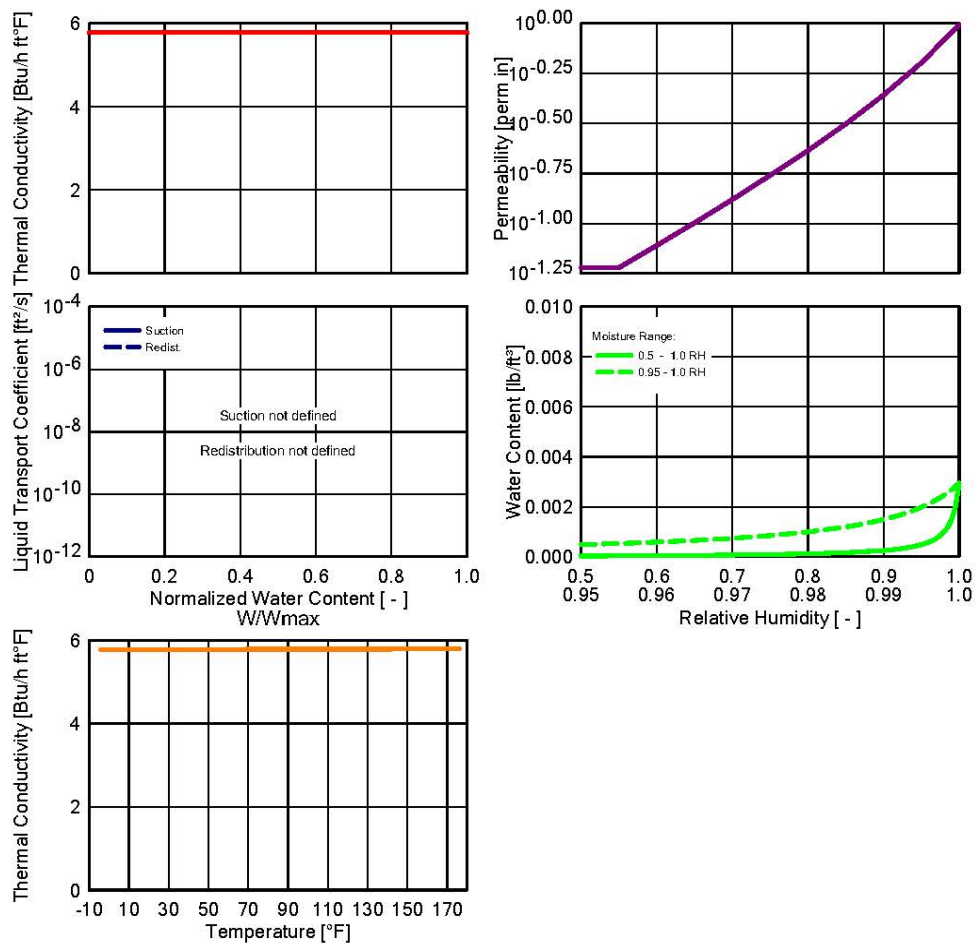 Thermal Conductivity [Btu/h ft°F]
6
4
2
0
Permeability [perm in]
10^0.00
10^-0.25
10^-0.50
10^-0.75
10^-1.00
10^-1.25
Liquid Transport Coefficient [ft²/s]
10^-4
10^-6
10^-8
10^-10
10^-12
Suction
Redist.
Suction not defined
Redistribution not defined
0 0.2 0.4 0.6 0.8 1.0
Normalized Water Content [ - ]
W/Wmax
Water Content [lb/ft³]
0.010
0.008
0.006
0.004
0.002
0.000
Moisture Range:
0.5 - 1.0 RH
0.95 - 1.0 RH
0.5 0.6 0.7 0.8 0.9 1.0
0.95 0.96 0.97 0.98 0.99 1.0
Relative Humidity [ - ]
Thermal Conductivity [Btu/h ft°F]
6
4
2
0
-10 10 30 50 70 90 110 130 150 170
Temperature [°F]